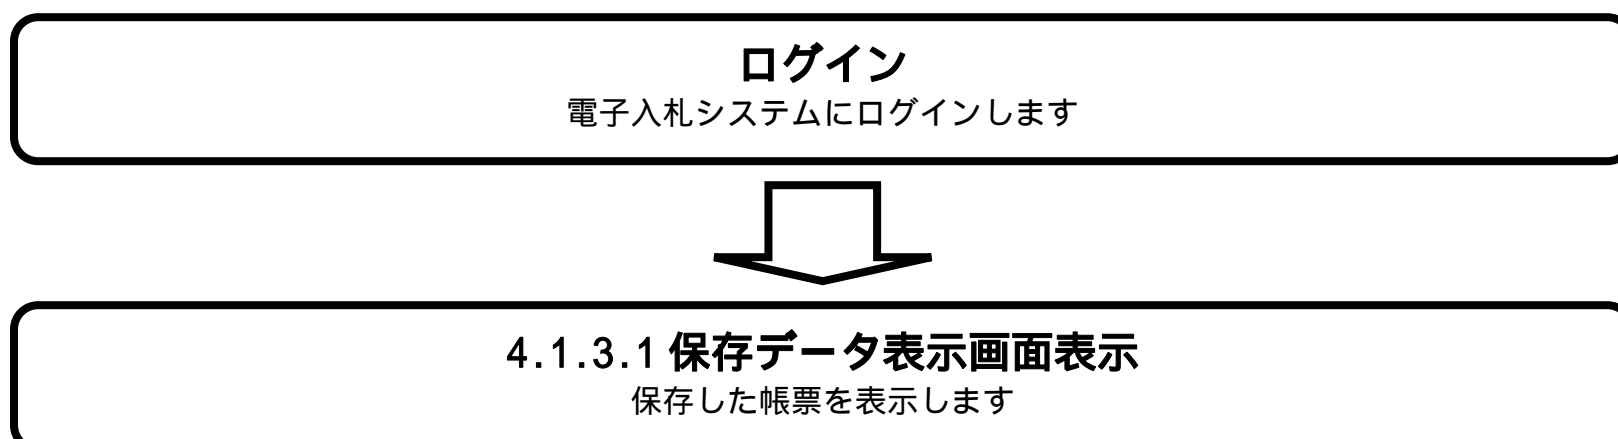 ログイン
電子入札システムにログインします
4.1.3.1 保存データ表示画面表示
保存した帳票を表示します